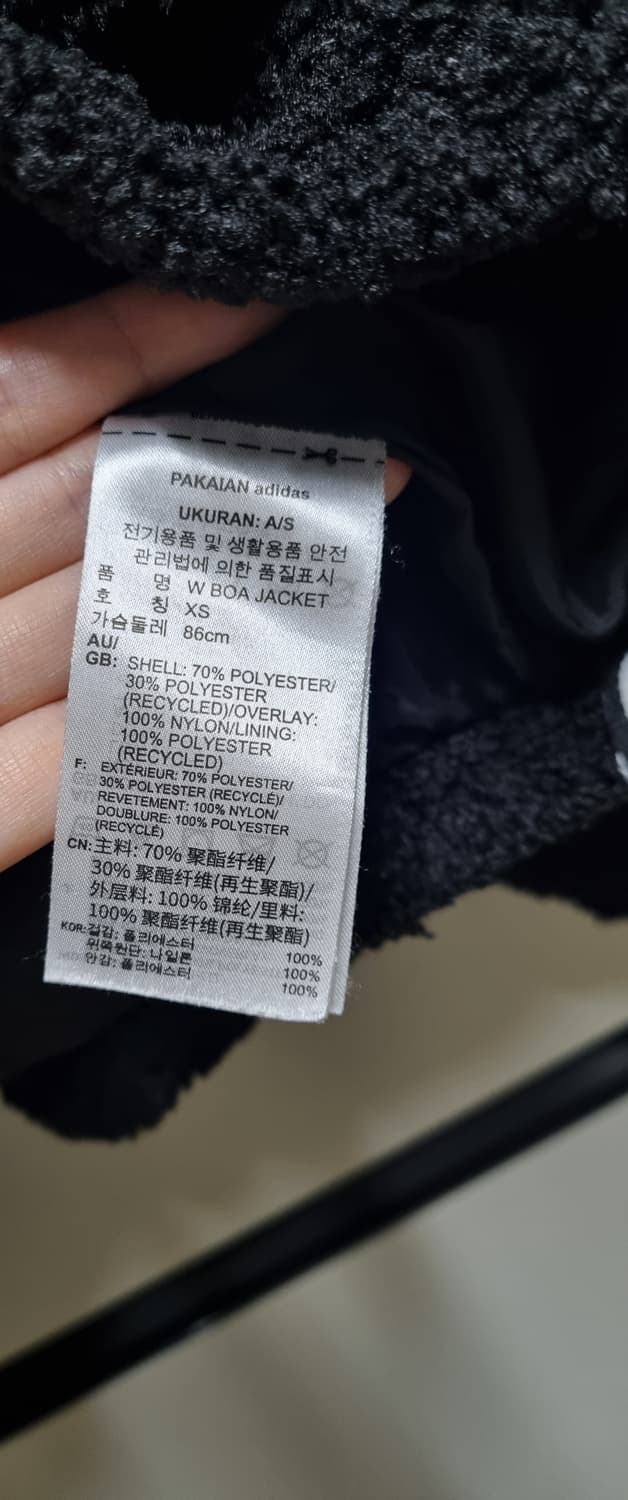 PAKAIAN adidas
UKURAN: A/S
전기용품 및 생활용품 안전
관리법에 의한 품질표시
품 명 W BOA JACKET
호 칭 XS
가슴둘레 86cm
AU/
GB: SHELL: 70% POLYESTER/
30% POLYESTER
(RECYCLED)/OVERLAY:
100% NYLON/LINING:
100% POLYESTER
(RECYCLED)
F: EXTÉRIEUR: 70% POLYESTER/
30% POLYESTER (RECYCLÉ)/
REVETEMENT: 100% NYLON/
DOUBLURE: 100% POLYESTER
(RECYCLÉ)
CN: 主料: 70% 聚酯纤维/
30% 聚酯纤维(再生聚酯)/
外层料: 100% 锦纶/里料:
100% 聚酯纤维(再生聚酯)
KOR: 겉감: 폴리에스터 100%
위쪽원단: 나일론 100%
안감: 폴리에스터 100%